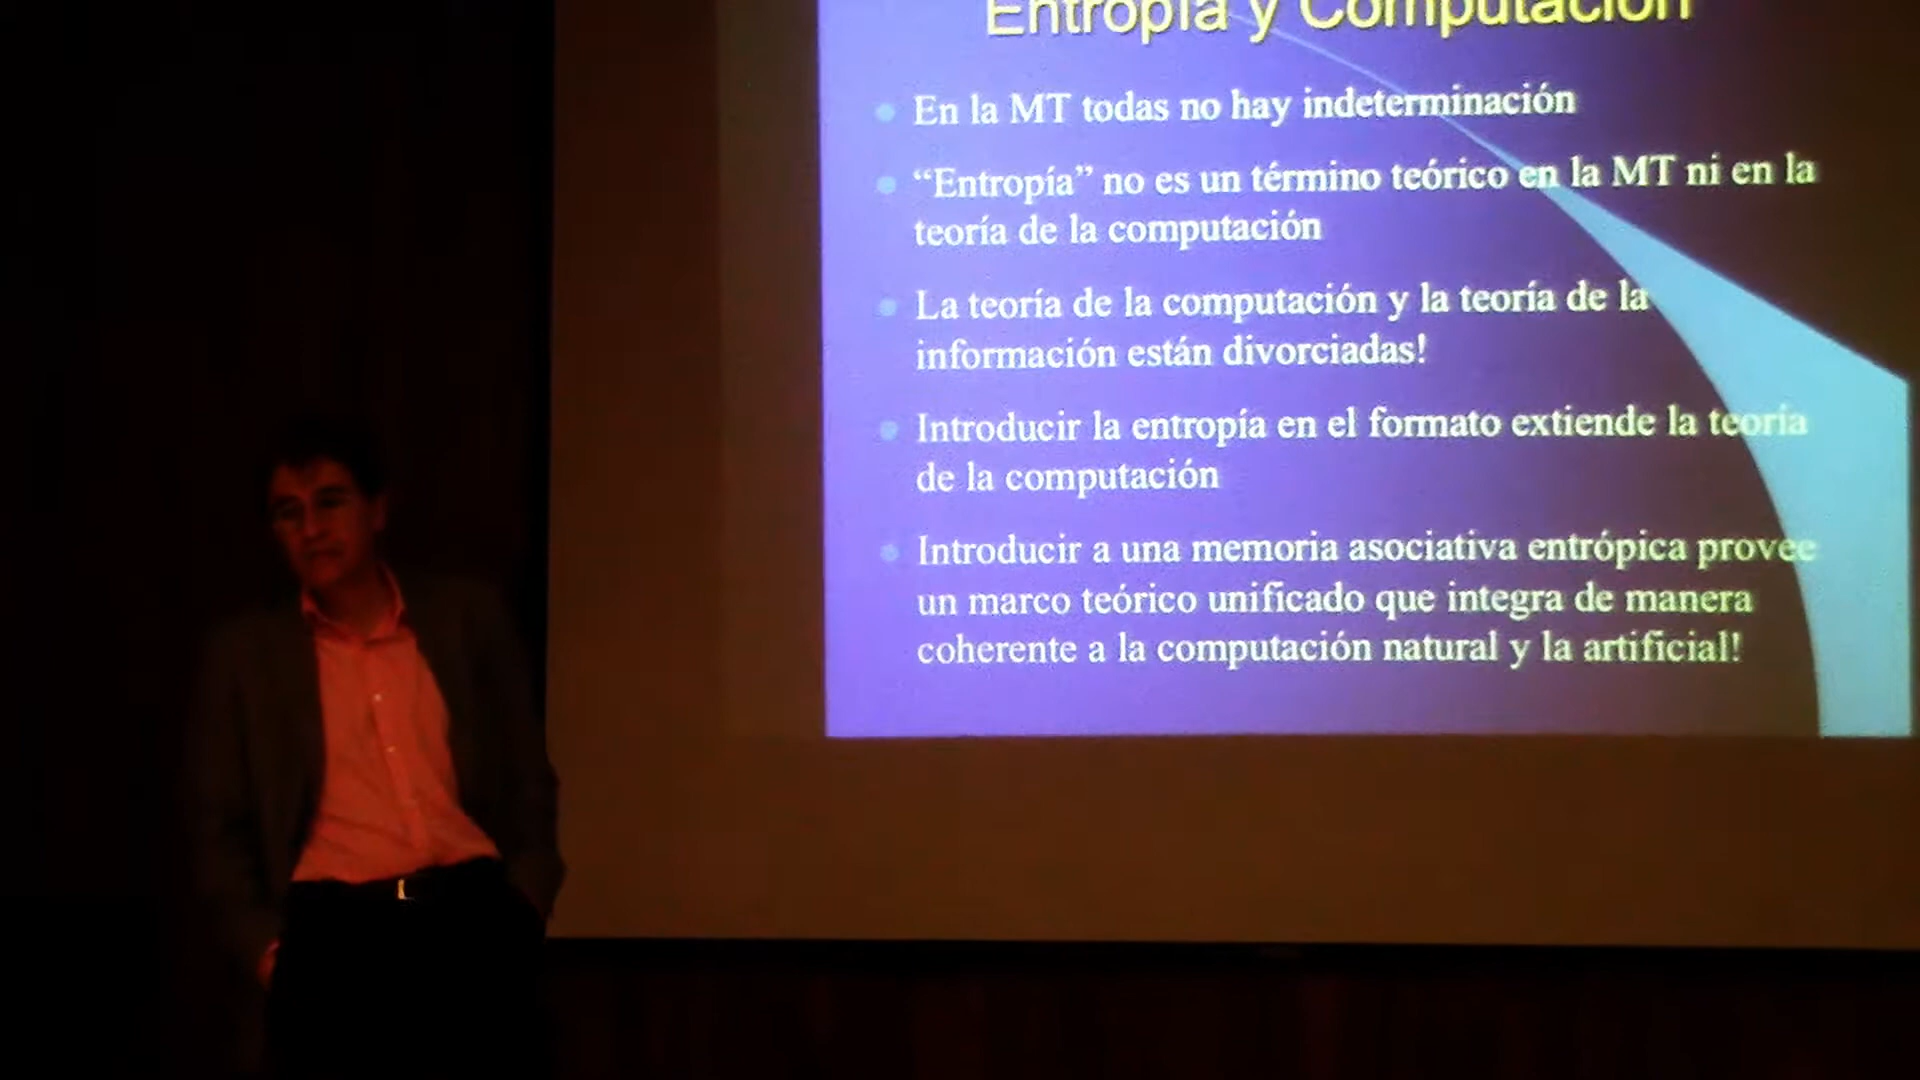 Entropía y Computación
En la MT todas no hay indeterminación
“Entropía” no es un término teórico en la MT ni en la
teoría de la computación
La teoría de la computación y la teoría de la
información están divorciadas!
Introducir la entropía en el formato extiende la teoría
de la computación
Introducir a una memoria asociativa entrópica provee
un marco teórico unificado que integra de manera
coherente a la computación natural y la artificial!